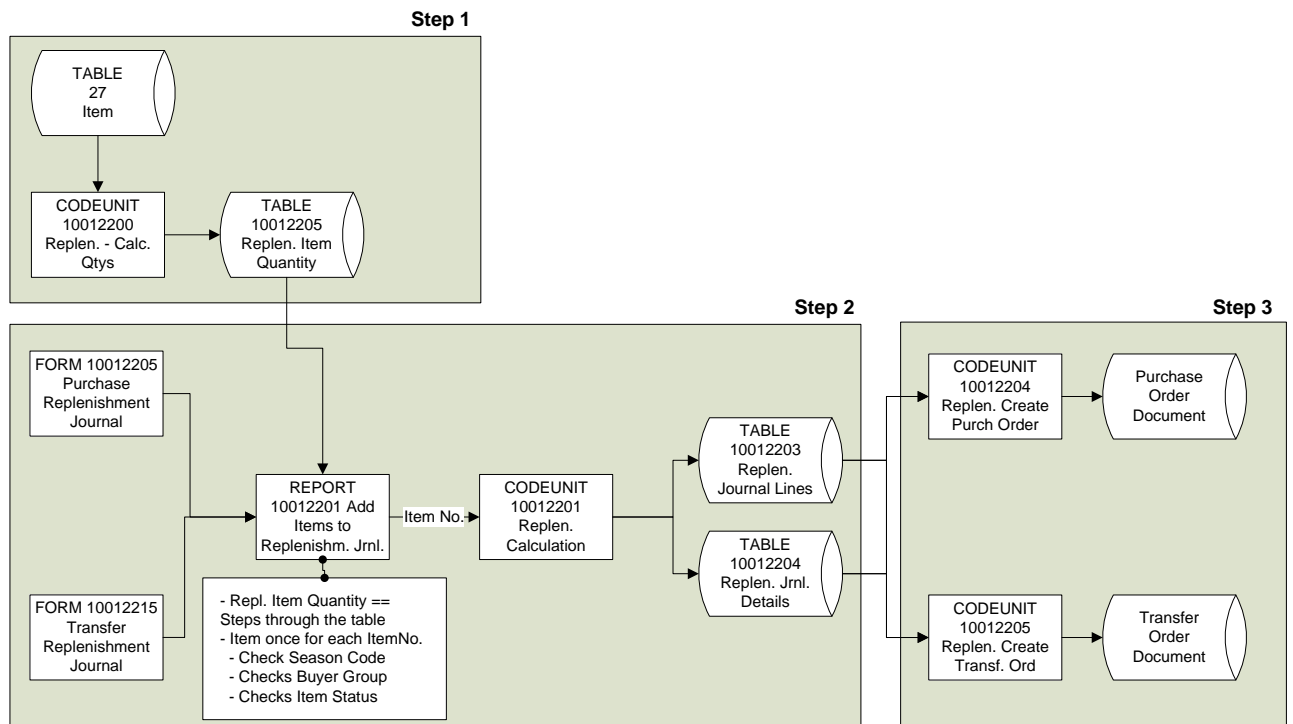 Step 1
TABLE
27
Item
CODEUNIT
10012200
Replen. - Calc.
Qtys
TABLE
10012205
Replen. Item
Quantity
Step 2
FORM 10012205
Purchase
Replenishment
Journal
FORM 10012215
Transfer
Replenishment
Journal
REPORT
10012201 Add
Items to
Replenishm. Jrnl.
- Repl. Item Quantity ==
Steps through the table
- Item once for each ItemNo.
- Check Season Code
- Checks Buyer Group
- Checks Item Status
Item No.
CODEUNIT
10012201
Replen.
Calculation
TABLE
10012203
Replen.
Journal Lines
TABLE
10012204
Replen. Jrnl.
Details
Step 3
CODEUNIT
10012204
Replen. Create
Purch Order
Purchase
Order
Document
CODEUNIT
10012205
Replen. Create
Transf. Ord
Transfer
Order
Document